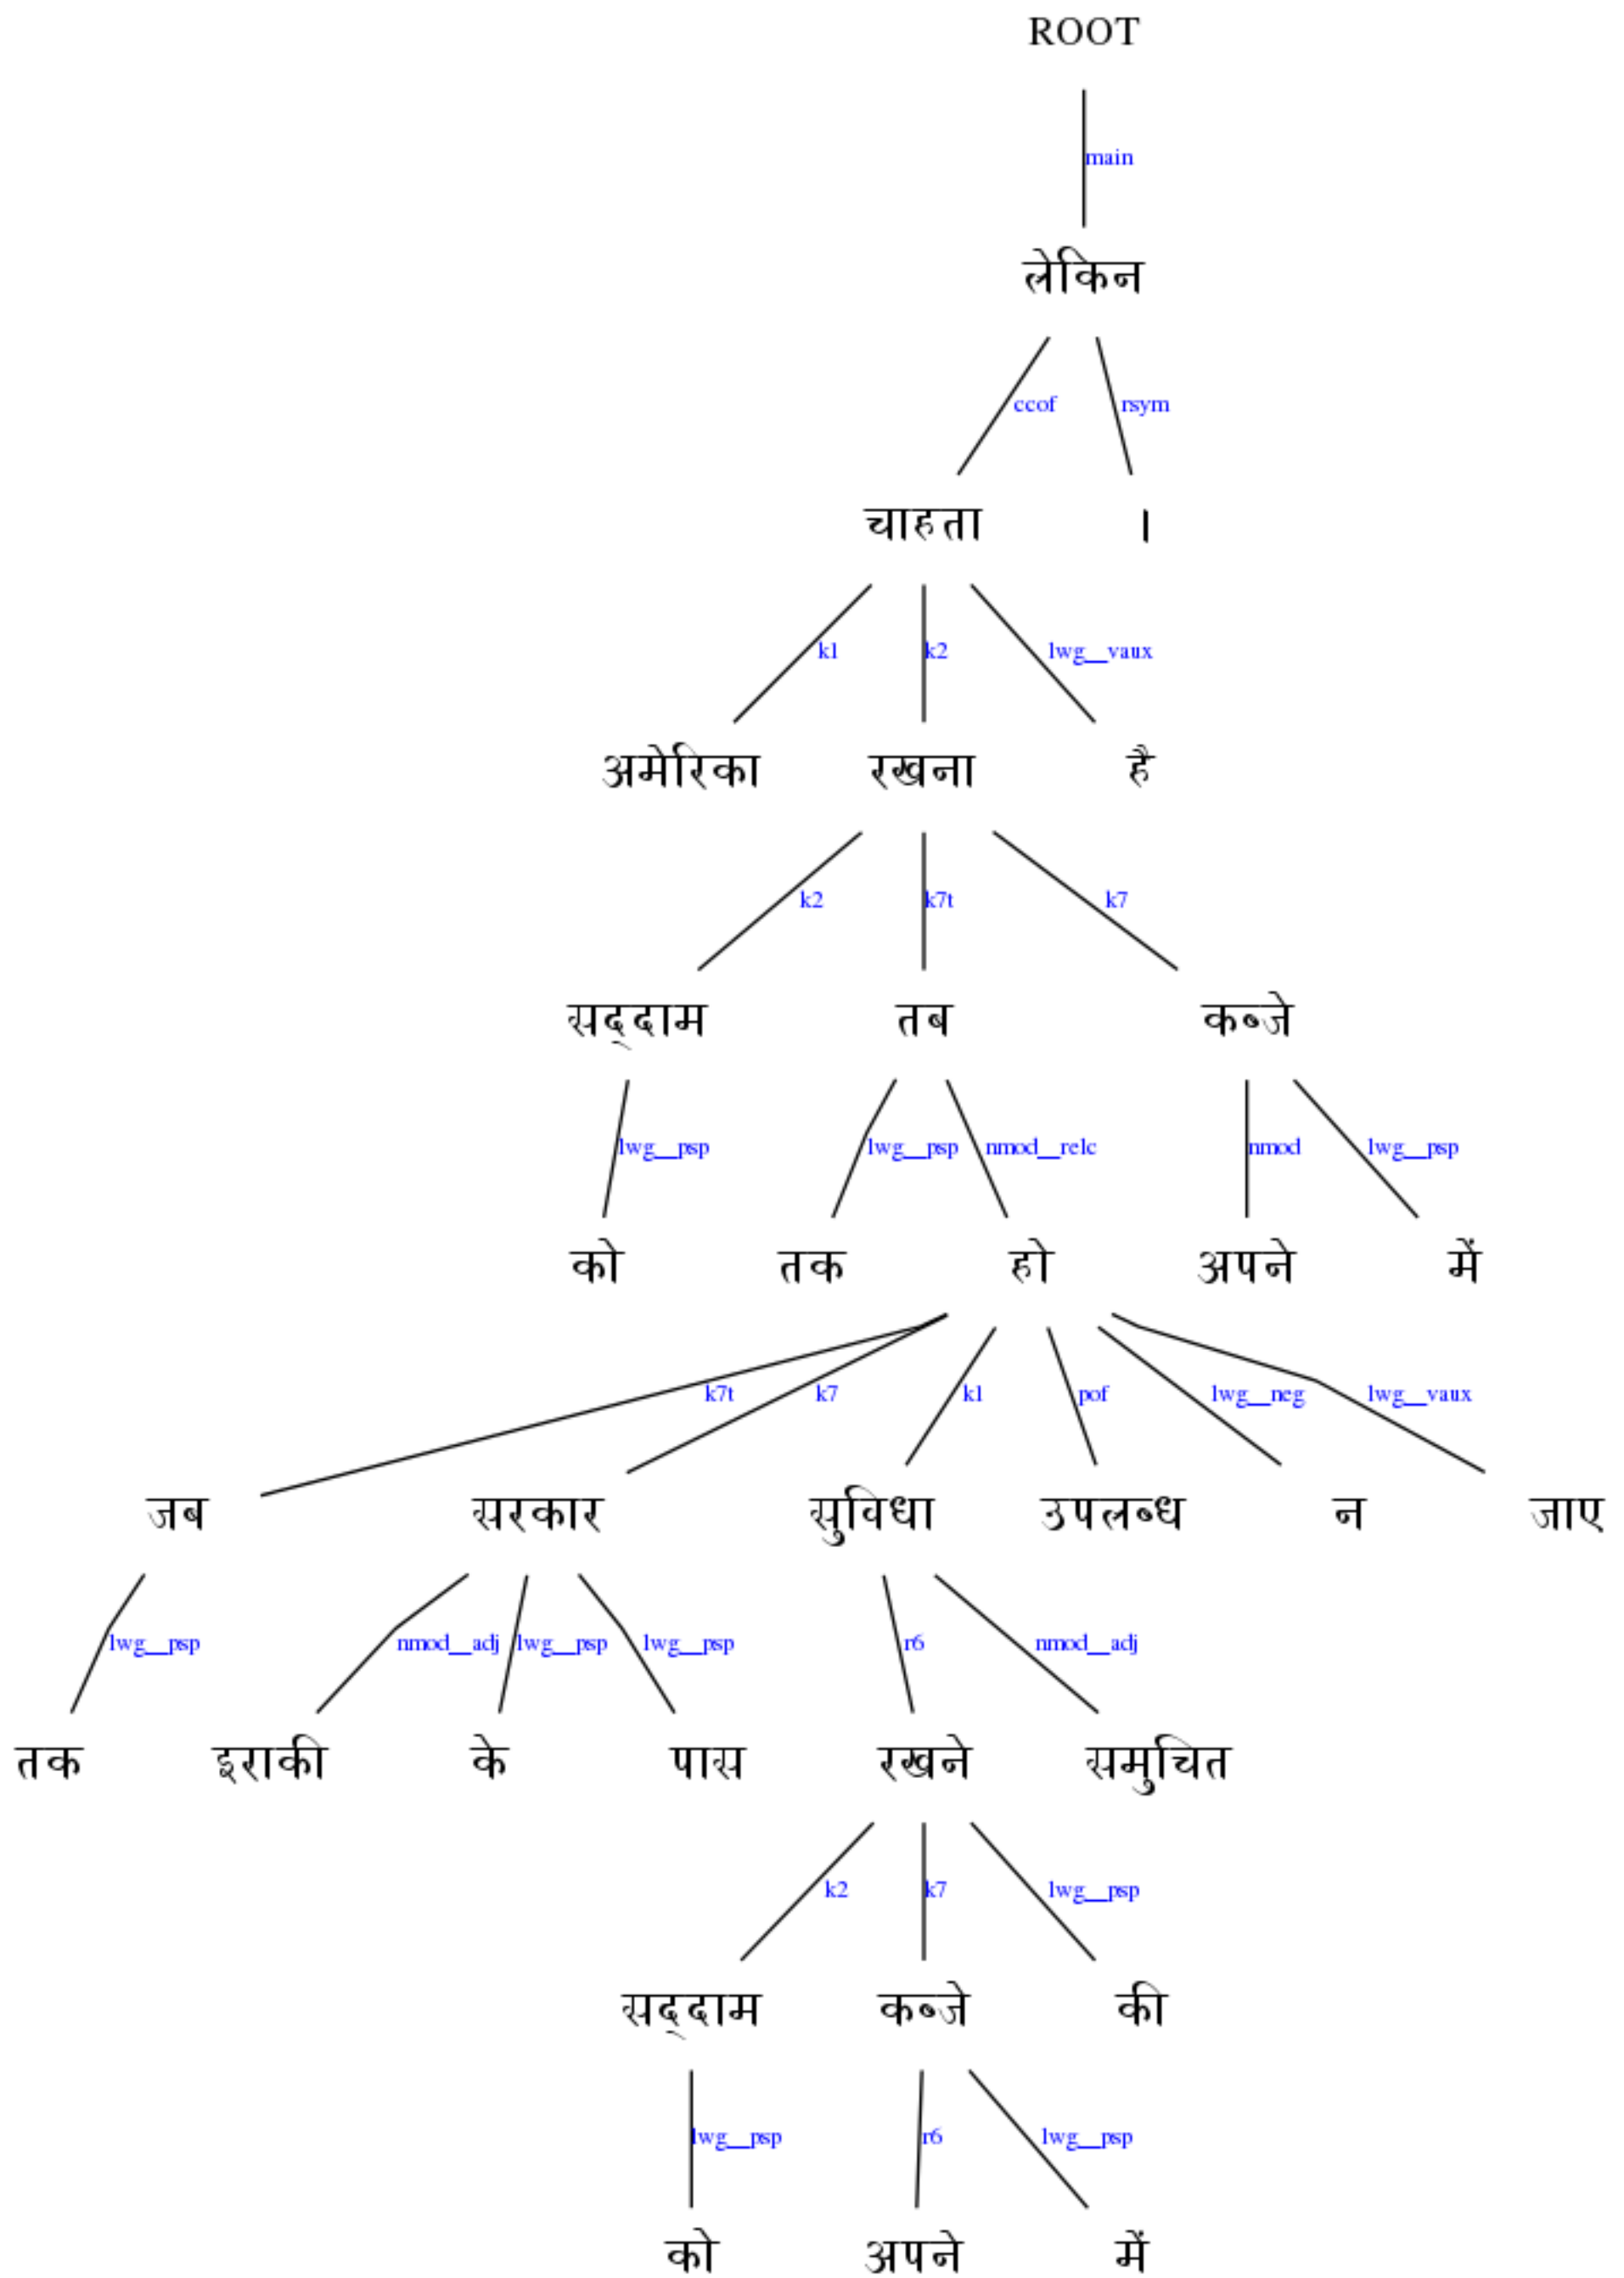 ROOT
main
लेकिन
ccof rsym
चाहता ।
k1 k2 lwg__vaux
अमेरिका रखना है
k2 k7t k7
सद्दाम तब कब्जे
lwg__psp lwg__psp nmod__relc nmod lwg__psp
को तक हो अपने में
k7t k7 k1 pof lwg__neg lwg__vaux
जब सरकार सुविधा उपलब्ध न जाए
lwg__psp nmod__adj lwg__psp lwg__psp r6 nmod__adj
तक इराकी के पास रखने समुचित
k2 k7 lwg__psp
सद्दाम कब्जे की
lwg__psp r6 lwg__psp
को अपने में